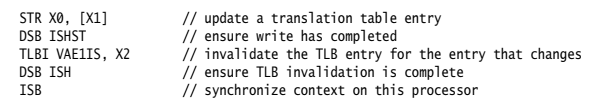 STR X0, [X1] // update a translation table entry
DSB ISHST // ensure write has completed
TLBI VAE1IS, X2 // invalidate the TLB entry for the entry that changes
DSB ISH // ensure TLB invalidation is complete
ISB // synchronize context on this processor